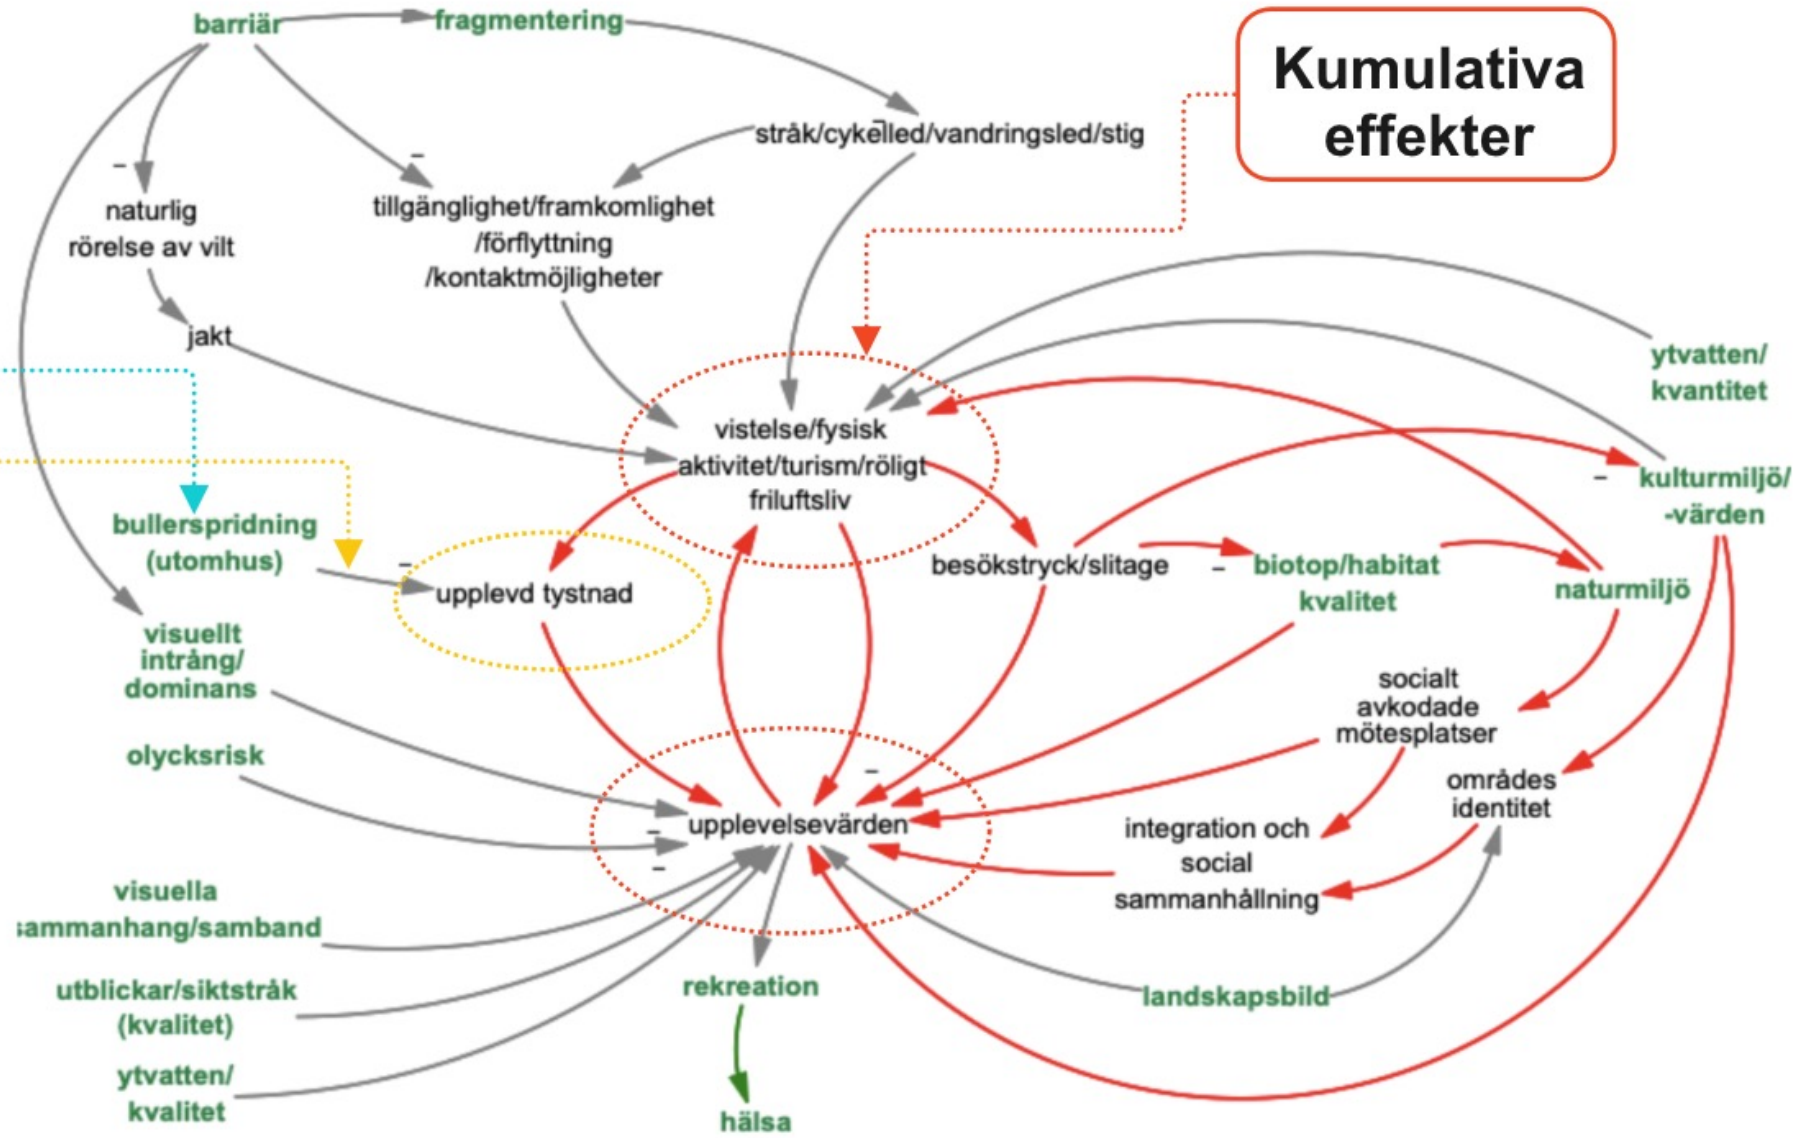 barriär
fragmentering
Kumulativa
effekter
stråk/cykelled/vandringsled/stig
–
–
–
naturlig
rörelse av vilt
tillgänglighet/framkomlighet
/förflyttning
/kontaktmöjligheter
jakt
ytvatten/
kvantitet
vistelse/fysisk
aktivitet/turism/röligt
friluftsliv
kulturmiljö/
-värden
–
bullerspridning
(utomhus)
–
upplevd tystnad
besökstryck/slitage
–
biotop/habitat
kvalitet
naturmiljö
visuellt
intrång/
dominans
socialt
avkodade
mötesplatser
olycksrisk
områdes
identitet
–
upplevelsevärden
–
–
integration och
social
sammanhållning
visuella
sammanhang/samband
utblickar/siktstråk
(kvalitet)
rekreation
landskapsbild
ytvatten/
kvalitet
hälsa